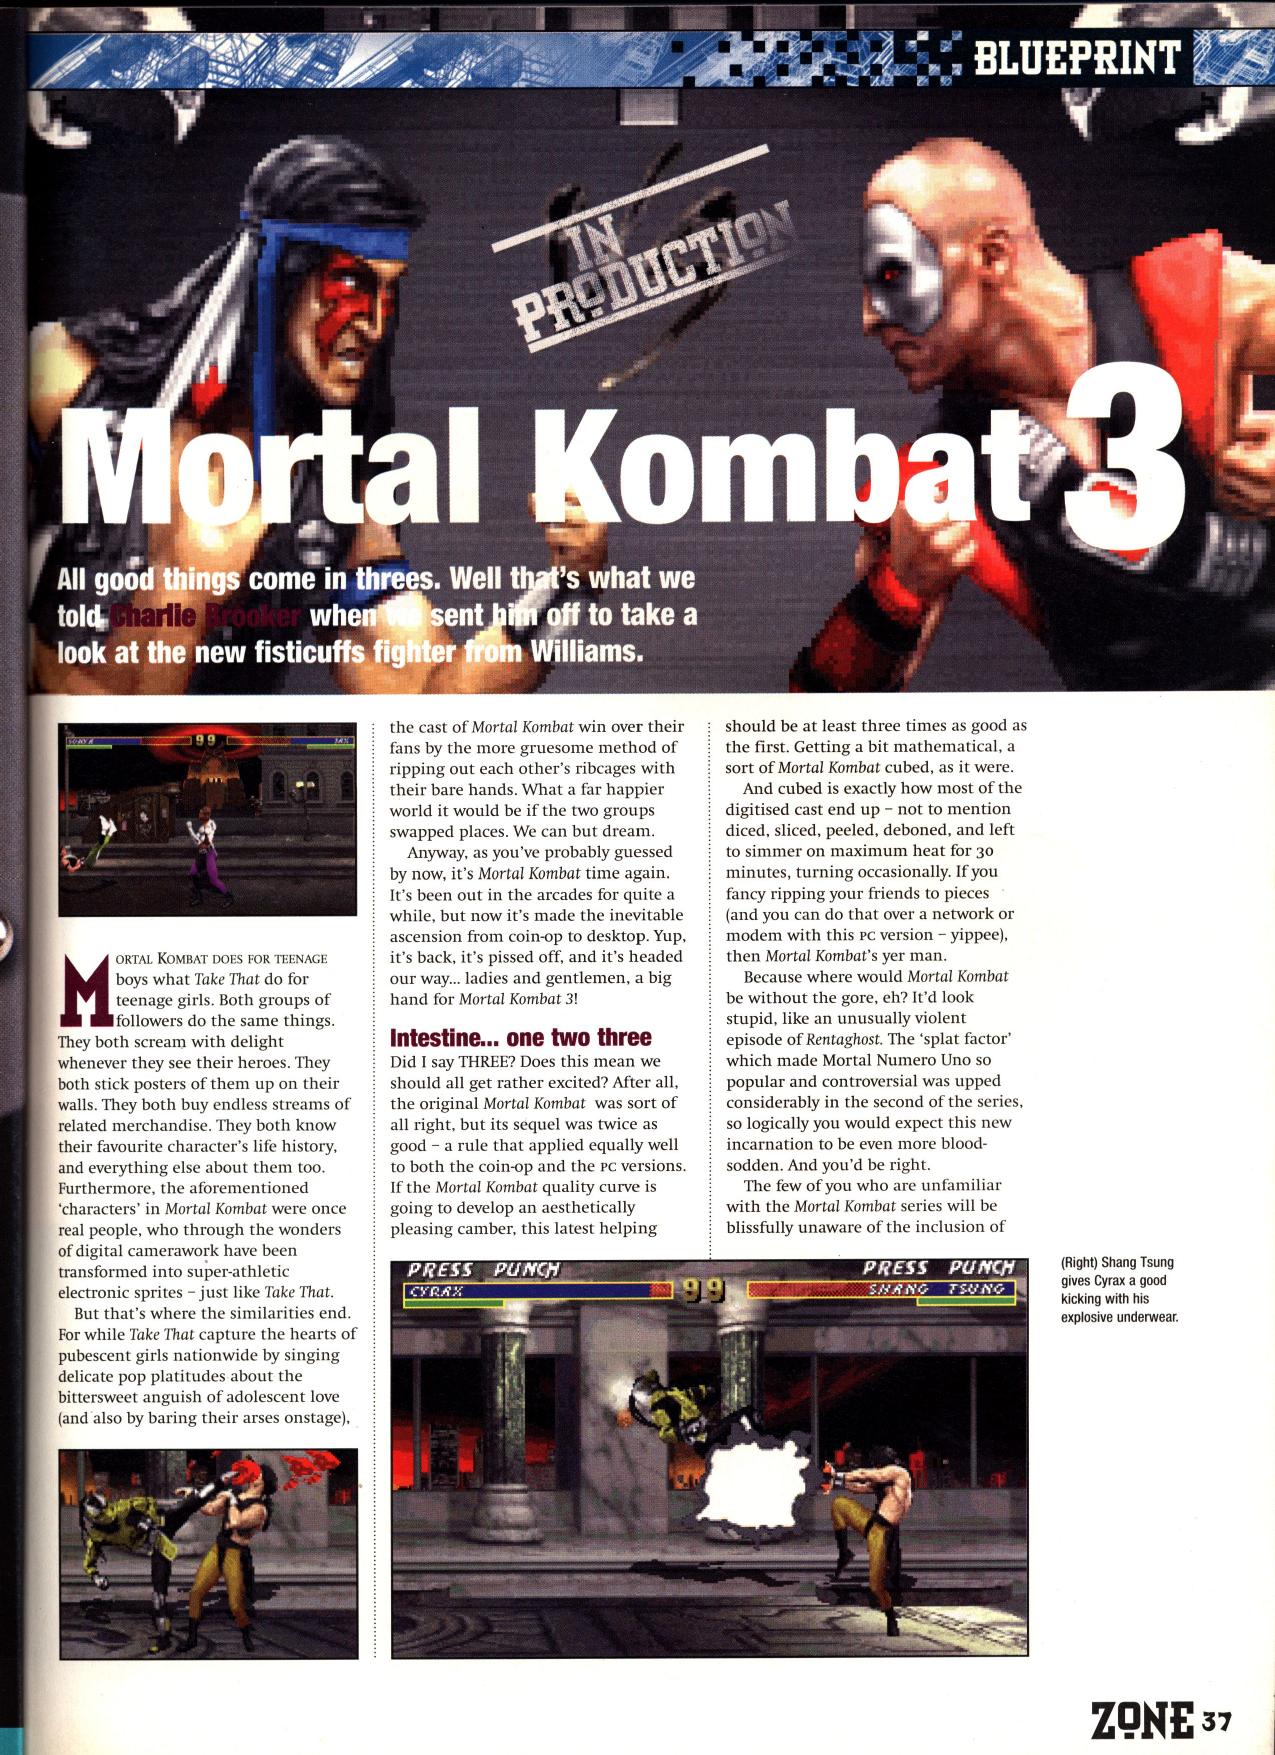 BLUEPRINT
IN
PRODUCTION
Mortal Kombat 3
All good things come in threes. Well that's what we
told Charlie Brooker when we sent him off to take a
look at the new fisticuffs fighter from Williams.
SONYA
99
JAX
MORTAL KOMBAT DOES FOR TEENAGE
boys what Take That do for
teenage girls. Both groups of
followers do the same things.
They both scream with delight
whenever they see their heroes. They
both stick posters of them up on their
walls. They both buy endless streams of
related merchandise. They both know
their favourite character's life history,
and everything else about them too.
Furthermore, the aforementioned
'characters' in Mortal Kombat were once
real people, who through the wonders
of digital camerawork have been
transformed into super-athletic
electronic sprites – just like Take That.
But that's where the similarities end.
For while Take That capture the hearts of
pubescent girls nationwide by singing
delicate pop platitudes about the
bittersweet anguish of adolescent love
(and also by baring their arses onstage),
the cast of Mortal Kombat win over their
fans by the more gruesome method of
ripping out each other's ribcages with
their bare hands. What a far happier
world it would be if the two groups
swapped places. We can but dream.
Anyway, as you've probably guessed
by now, it's Mortal Kombat time again.
It's been out in the arcades for quite a
while, but now it's made the inevitable
ascension from coin-op to desktop. Yup,
it's back, it's pissed off, and it's headed
our way... ladies and gentlemen, a big
hand for Mortal Kombat 3!
Intestine... one two three
Did I say THREE? Does this mean we
should all get rather excited? After all,
the original Mortal Kombat was sort of
all right, but its sequel was twice as
good – a rule that applied equally well
to both the coin-op and the PC versions.
If the Mortal Kombat quality curve is
going to develop an aesthetically
pleasing camber, this latest helping
should be at least three times as good as
the first. Getting a bit mathematical, a
sort of Mortal Kombat cubed, as it were.
And cubed is exactly how most of the
digitised cast end up – not to mention
diced, sliced, peeled, deboned, and left
to simmer on maximum heat for 30
minutes, turning occasionally. If you
fancy ripping your friends to pieces
(and you can do that over a network or
modem with this PC version – yippee),
then Mortal Kombat's yer man.
Because where would Mortal Kombat
be without the gore, eh? It'd look
stupid, like an unusually violent
episode of Rentaghost. The 'splat factor'
which made Mortal Numero Uno so
popular and controversial was upped
considerably in the second of the series,
so logically you would expect this new
incarnation to be even more blood-
sodden. And you'd be right.
The few of you who are unfamiliar
with the Mortal Kombat series will be
blissfully unaware of the inclusion of
PRESS PUNCH
PRESS PUNCH
CYRAX
99
SHANG TSUNG
(Right) Shang Tsung
gives Cyrax a good
kicking with his
explosive underwear.
ZONE 37